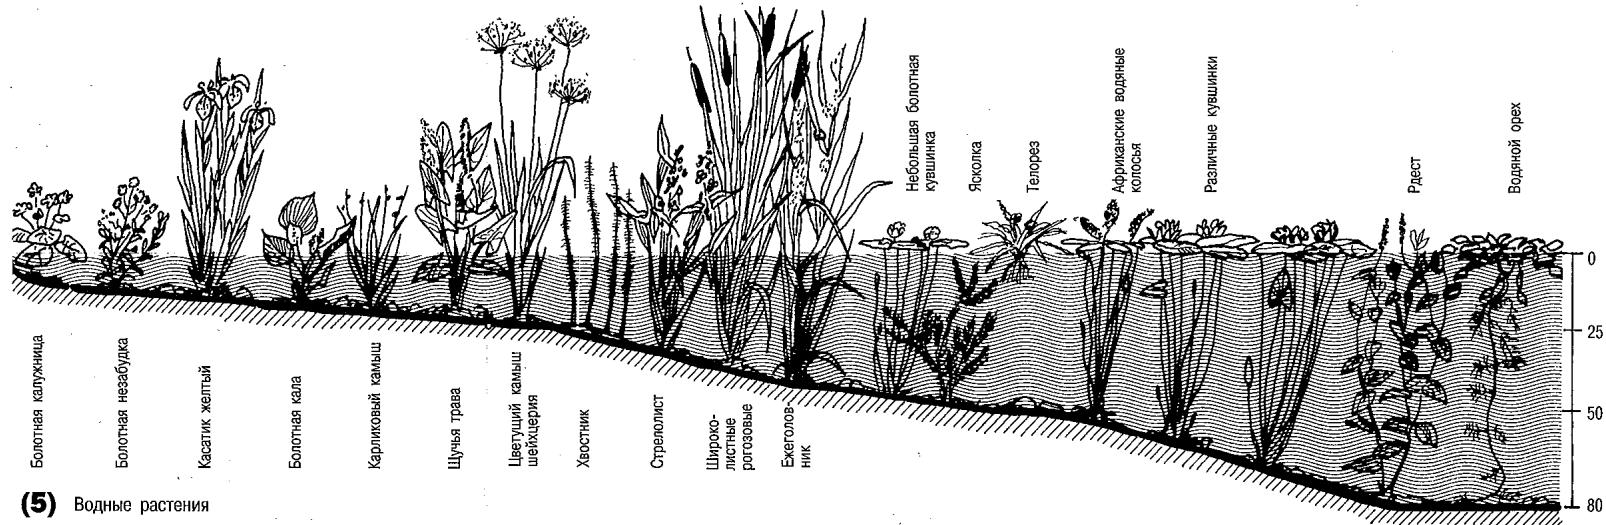 Небольшая болотная
кувшинка
Ясколка
Телорез
Африканские водяные
колосья
Различные кувшинки
Рдест
Водяной орех
0
25
50
80
Болотная калужница
Болотная незабудка
Касатик желтый
Болотная кала
Карликовый камыш
Щучья трава
Цветущий камыш
шейхцерия
Хвостник
Стрелолист
Широко-
листные
рогозовые
Ежеголов-
ник
(5) Водные растения